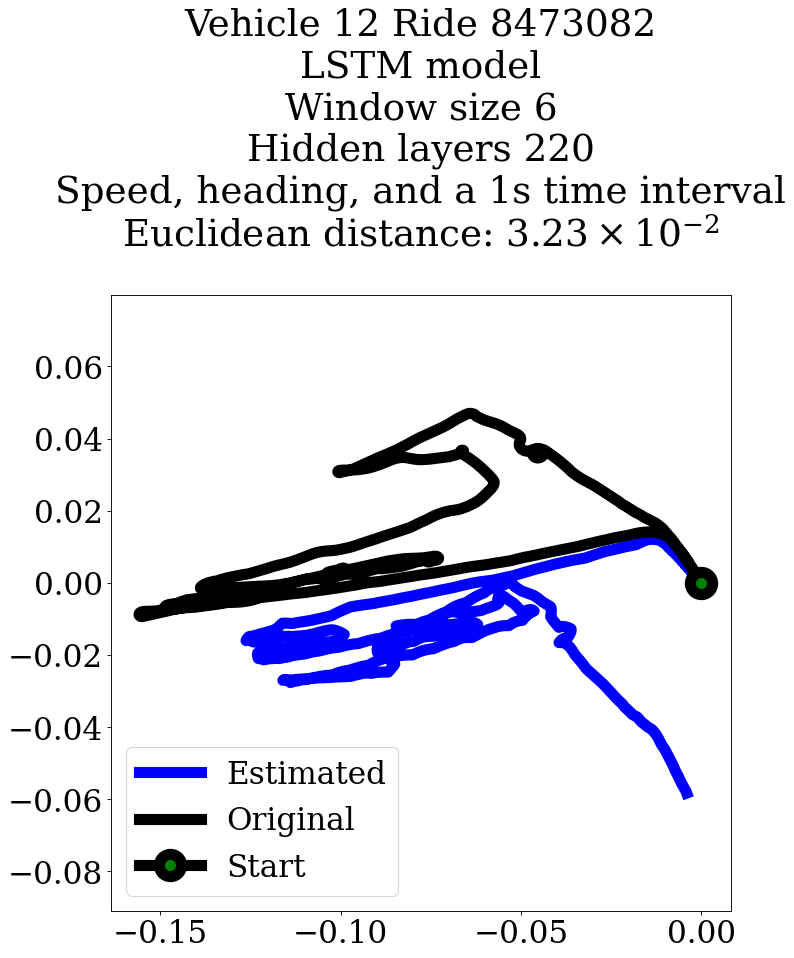 Vehicle 12 Ride 8473082
LSTM model
Window size 6
Hidden layers 220
Speed, heading, and a 1s time interval
Euclidean distance: 3.23 × 10⁻²
0.06
0.04
0.02
0.00
−0.02
−0.04
−0.06
−0.08
Estimated
Original
Start
−0.15
−0.10
−0.05
0.00